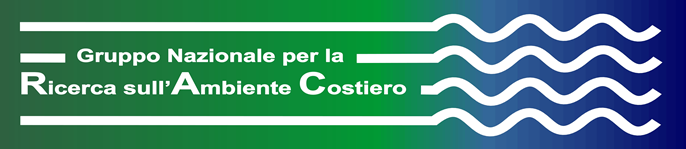 Gruppo Nazionale per la
Ricerca sull'Ambiente Costiero